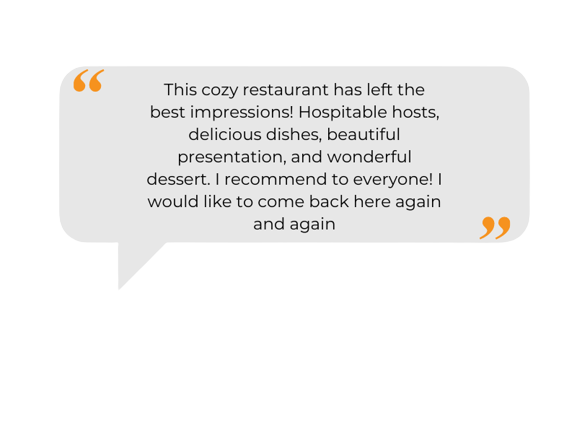 “
This cozy restaurant has left the
best impressions! Hospitable hosts,
delicious dishes, beautiful
presentation, and wonderful
dessert. I recommend to everyone! I
would like to come back here again
and again
”